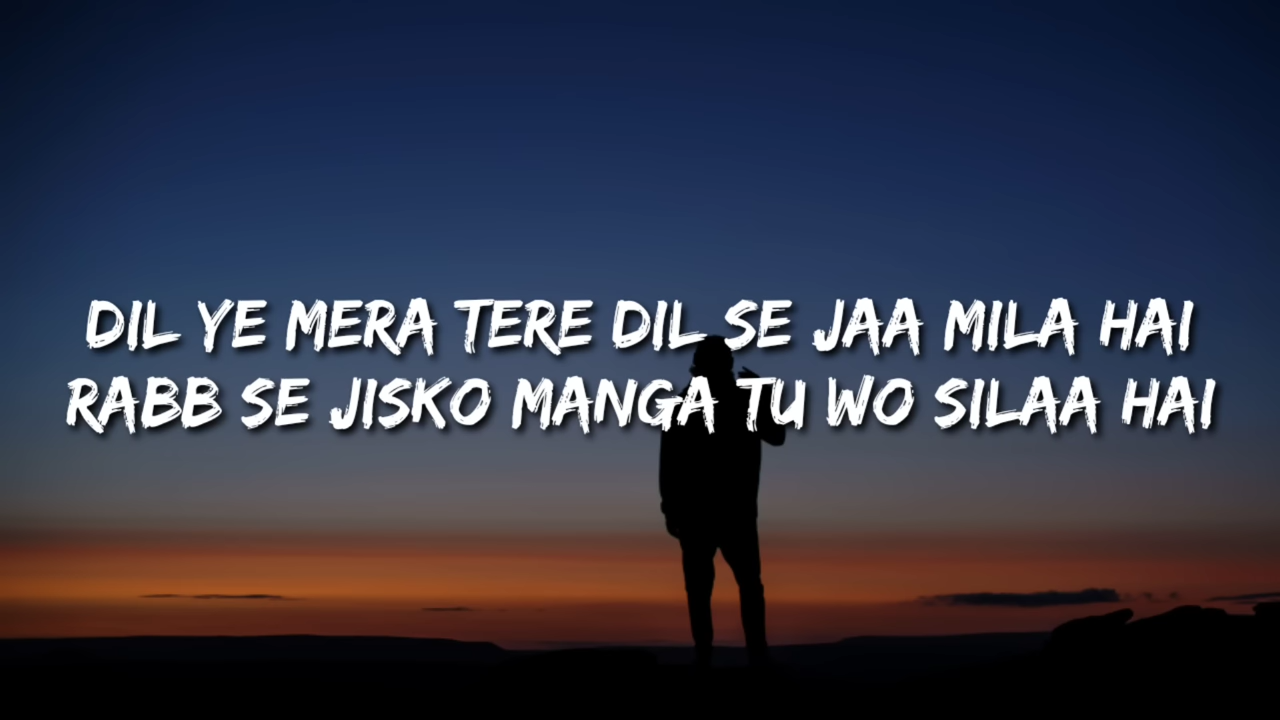 DIL YE MERA TERE DIL SE JAA MILA HAI
RABB SE JISKO MANGA TU WO SILAA HAI